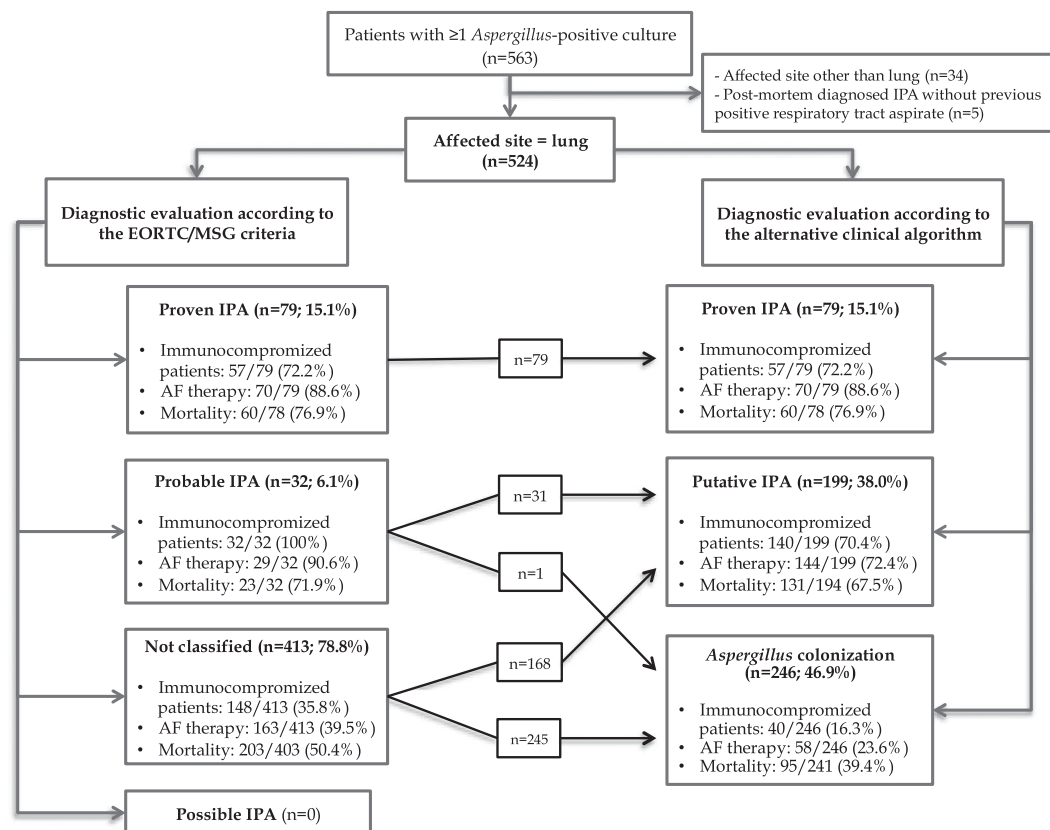 Patients with ≥1 Aspergillus-positive culture
(n=563)
- Affected site other than lung (n=34)
- Post-mortem diagnosed IPA without previous
positive respiratory tract aspirate (n=5)
Affected site = lung
(n=524)
Diagnostic evaluation according to
the EORTC/MSG criteria
Diagnostic evaluation according to
the alternative clinical algorithm
Proven IPA (n=79; 15.1%)
• Immunocompromized
patients: 57/79 (72.2%)
• AF therapy: 70/79 (88.6%)
• Mortality: 60/78 (76.9%)
n=79
Proven IPA (n=79; 15.1%)
• Immunocompromized
patients: 57/79 (72.2%)
• AF therapy: 70/79 (88.6%)
• Mortality: 60/78 (76.9%)
Probable IPA (n=32; 6.1%)
• Immunocompromized
patients: 32/32 (100%)
• AF therapy: 29/32 (90.6%)
• Mortality: 23/32 (71.9%)
n=31
n=1
Putative IPA (n=199; 38.0%)
• Immunocompromized
patients: 140/199 (70.4%)
• AF therapy: 144/199 (72.4%)
• Mortality: 131/194 (67.5%)
Not classified (n=413; 78.8%)
• Immunocompromized
patients: 148/413 (35.8%)
• AF therapy: 163/413 (39.5%)
• Mortality: 203/403 (50.4%)
n=168
n=245
Aspergillus colonization
(n=246; 46.9%)
• Immunocompromized
patients: 40/246 (16.3%)
• AF therapy: 58/246 (23.6%)
• Mortality: 95/241 (39.4%)
Possible IPA (n=0)